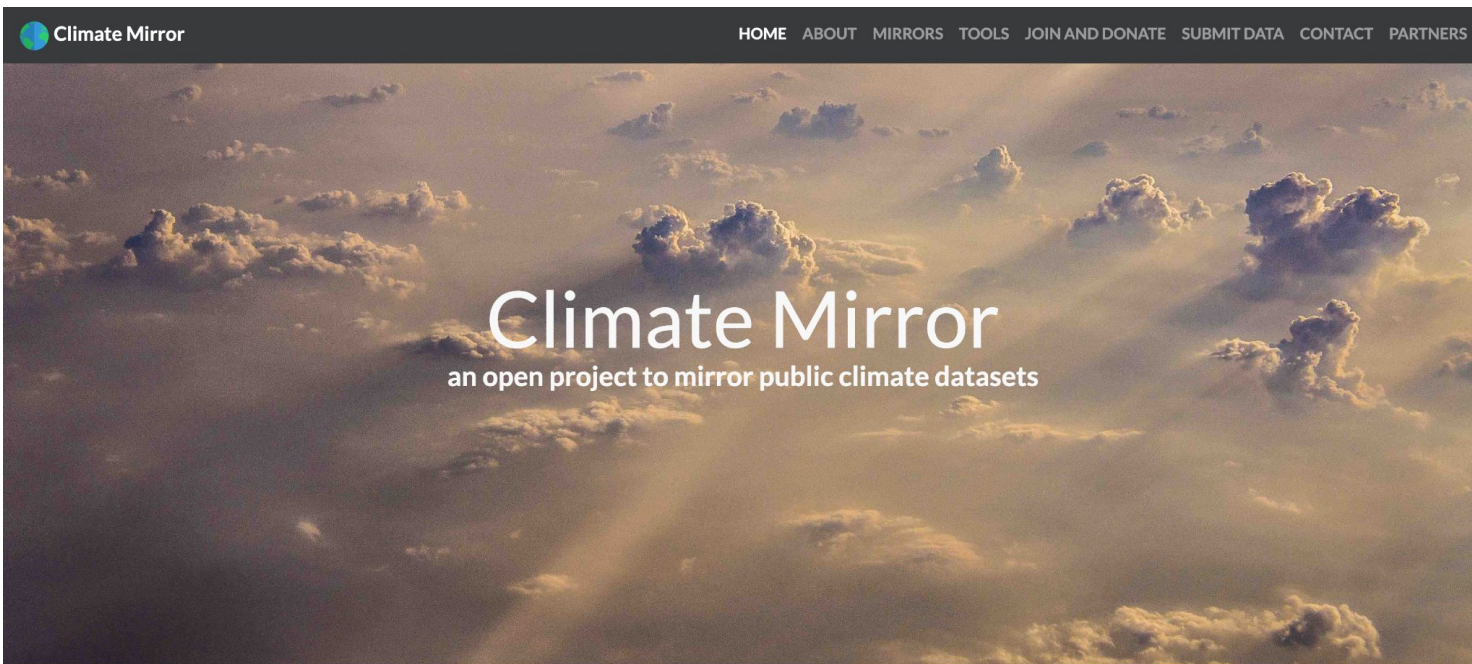 Climate Mirror
HOME ABOUT MIRRORS TOOLS JOIN AND DONATE SUBMIT DATA CONTACT PARTNERS
Climate Mirror
an open project to mirror public climate datasets